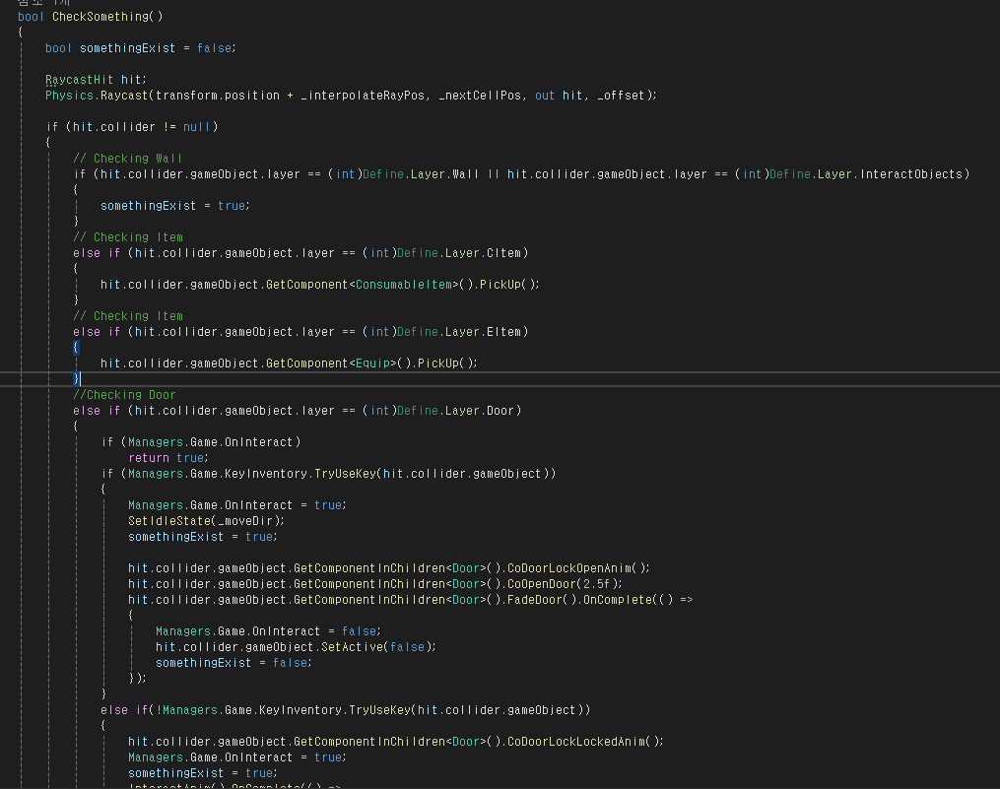 참조 1개
bool CheckSomething()
{
bool somethingExist = false;
RaycastHit hit;
Physics.Raycast(transform.position + _interpolateRayPos, _nextCellPos, out hit, _offset);
if (hit.collider != null)
{
// Checking Wall
if (hit.collider.gameObject.layer == (int)Define.Layer.Wall || hit.collider.gameObject.layer == (int)Define.Layer.InteractObjects)
{
somethingExist = true;
}
// Checking Item
else if (hit.collider.gameObject.layer == (int)Define.Layer.CItem)
{
hit.collider.gameObject.GetComponent<ConsumableItem>().PickUp();
}
// Checking Item
else if (hit.collider.gameObject.layer == (int)Define.Layer.EItem)
{
hit.collider.gameObject.GetComponent<Equip>().PickUp();
}
//Checking Door
else if (hit.collider.gameObject.layer == (int)Define.Layer.Door)
{
if (Managers.Game.OnInteract)
return true;
if (Managers.Game.KeyInventory.TryUseKey(hit.collider.gameObject))
{
Managers.Game.OnInteract = true;
SetIdleState(_moveDir);
somethingExist = true;
hit.collider.gameObject.GetComponentInChildren<Door>().CoDoorLockOpenAnim();
hit.collider.gameObject.GetComponentInChildren<Door>().CoOpenDoor(2.5f);
hit.collider.gameObject.GetComponentInChildren<Door>().FadeDoor().OnComplete(() =>
{
Managers.Game.OnInteract = false;
hit.collider.gameObject.SetActive(false);
somethingExist = false;
});
}
else if(!Managers.Game.KeyInventory.TryUseKey(hit.collider.gameObject))
{
hit.collider.gameObject.GetComponentInChildren<Door>().CoDoorLockLockedAnim();
Managers.Game.OnInteract = true;
somethingExist = true;
InteractAnim().OnComplete(() =>